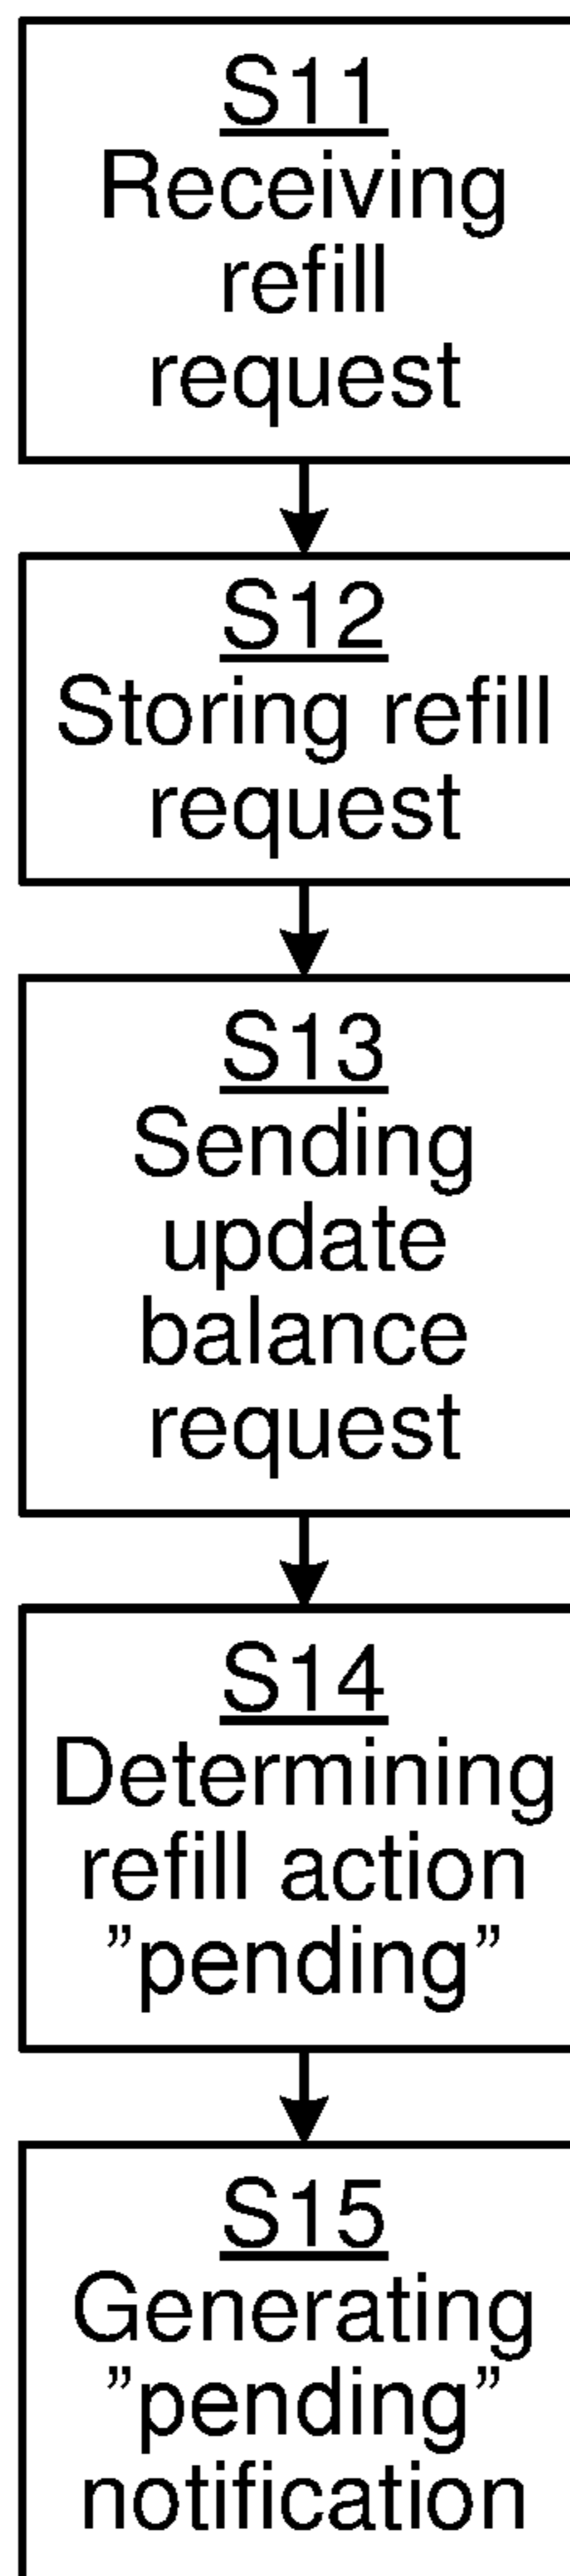 S11
Receiving
refill
request
S12
Storing refill
request
S13
Sending
update
balance
request
S14
Determining
refill action
”pending”
S15
Generating
”pending”
notification